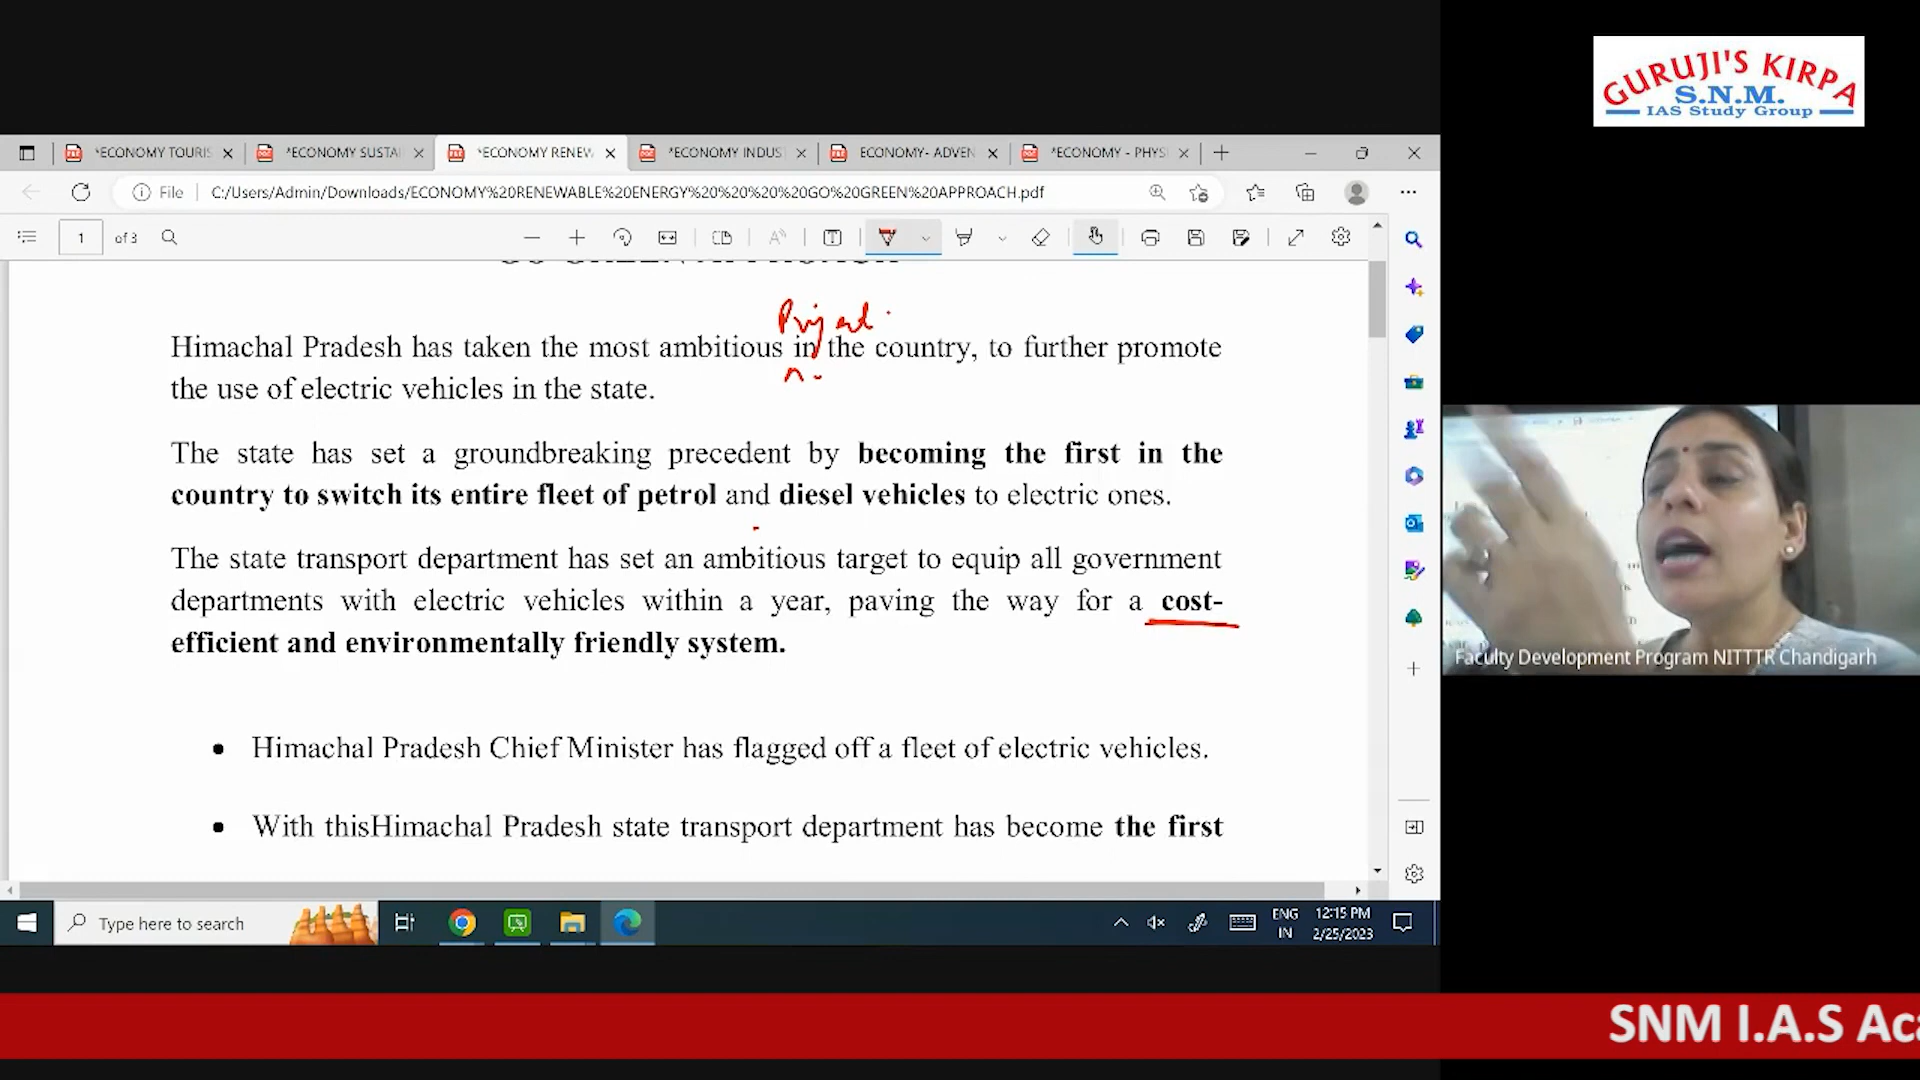 GURUJI'S KIRPA
S.N.M.
IAS Study Group
*ECONOMY TOURIS
*ECONOMY SUSTAI
*ECONOMY RENEW
*ECONOMY INDUST
ECONOMY- ADVEN
*ECONOMY - PHYS
File
C:/Users/Admin/Downloads/ECONOMY%20RENEWABLE%20ENERGY%20%20%20%20GO%20GREEN%20APPROACH.pdf
1 of 3
GO GREEN APPROACH
Project
Himachal Pradesh has taken the most ambitious in the country, to further promote
the use of electric vehicles in the state.
The state has set a groundbreaking precedent by becoming the first in the
country to switch its entire fleet of petrol and diesel vehicles to electric ones.
The state transport department has set an ambitious target to equip all government
departments with electric vehicles within a year, paving the way for a cost-
efficient and environmentally friendly system.
• Himachal Pradesh Chief Minister has flagged off a fleet of electric vehicles.
• With thisHimachal Pradesh state transport department has become the first
Faculty Development Program NITTTR Chandigarh
Type here to search
ENG
IN
12:15 PM
2/25/2023
SNM I.A.S Aca